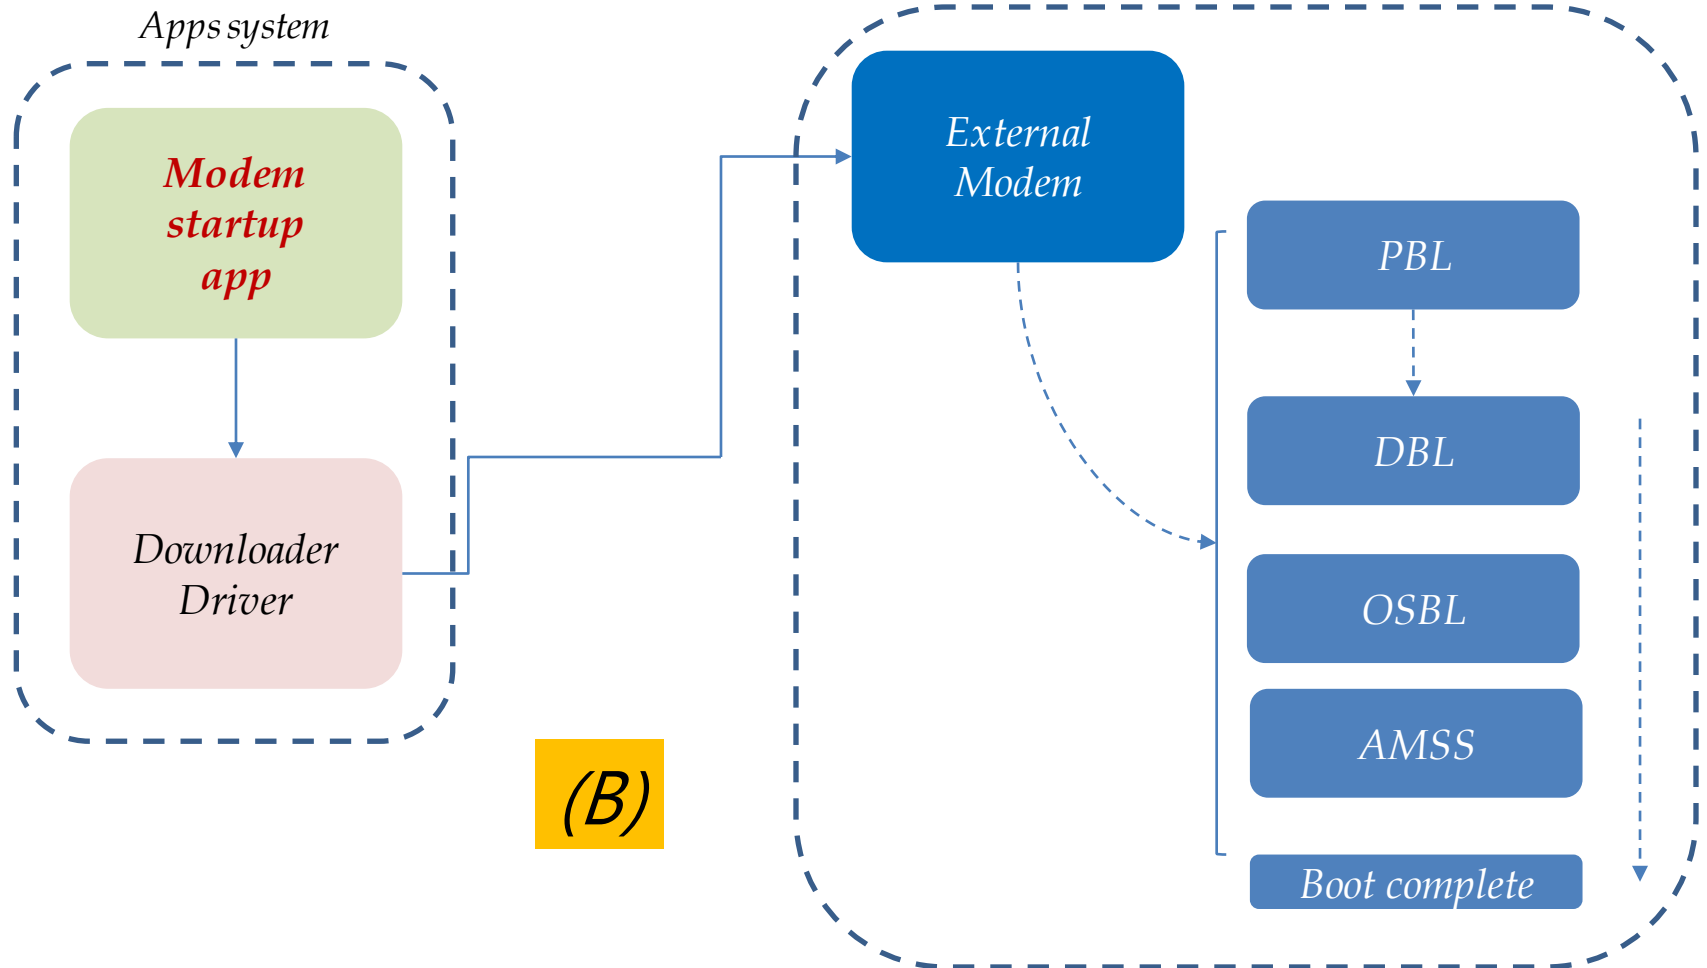 Apps system
Modem
startup
app
Downloader
Driver
(B)
External
Modem
PBL
DBL
OSBL
AMSS
Boot complete